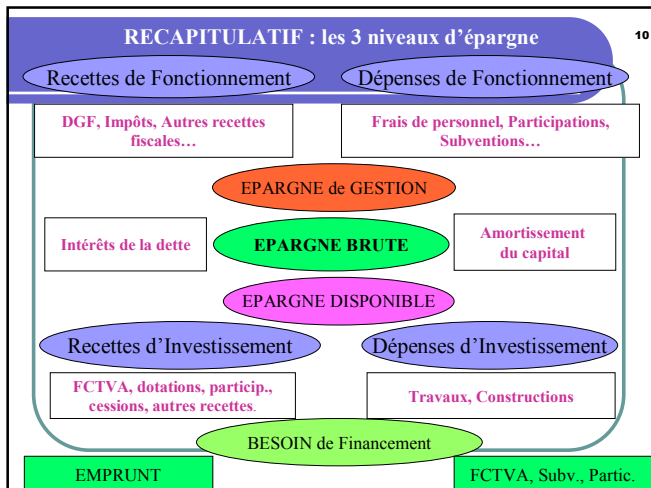 RECAPITULATIF : les 3 niveaux d'épargne
10
Recettes de Fonctionnement
Dépenses de Fonctionnement
DGF, Impôts, Autres recettes
fiscales…
Frais de personnel, Participations,
Subventions…
EPARGNE de GESTION
Intérêts de la dette
EPARGNE BRUTE
Amortissement
du capital
EPARGNE DISPONIBLE
Recettes d'Investissement
Dépenses d'Investissement
FCTVA, dotations, particip.,
cessions, autres recettes.
Travaux, Constructions
BESOIN de Financement
EMPRUNT
FCTVA, Subv., Partic.